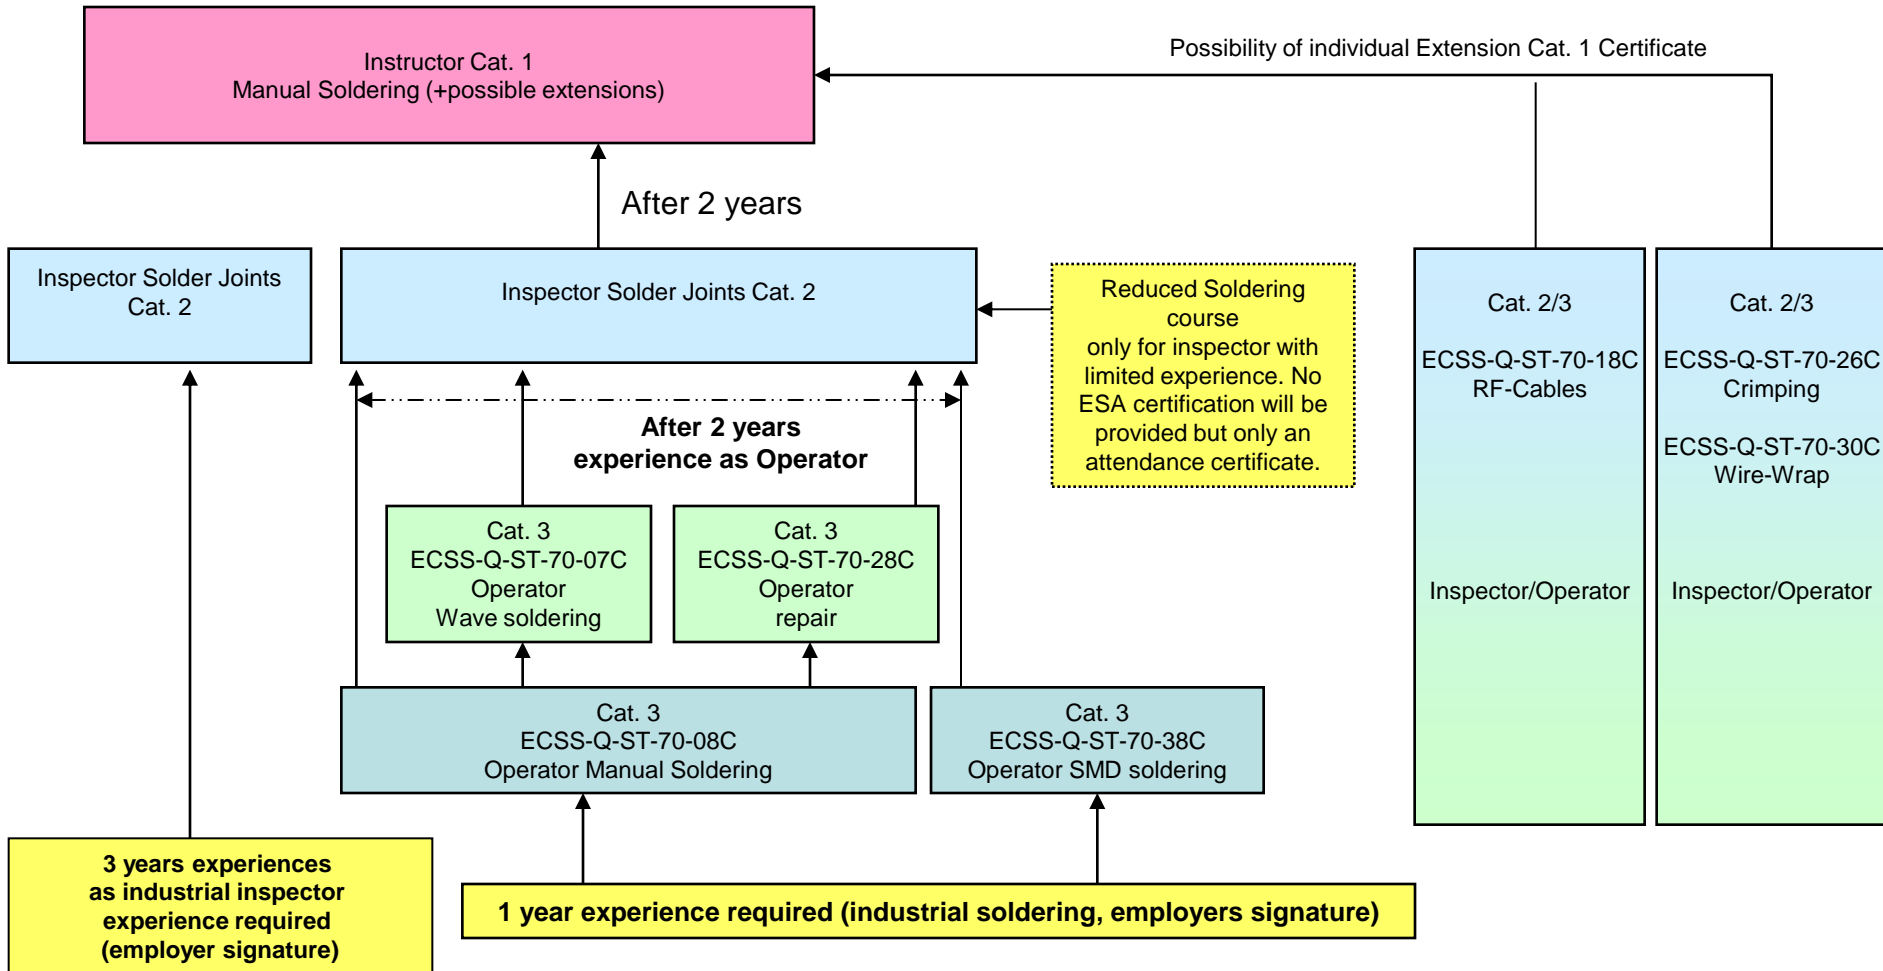 Instructor Cat. 1
Manual Soldering (+possible extensions)
Possibility of individual Extension Cat. 1 Certificate
After 2 years
Inspector Solder Joints
Cat. 2
Inspector Solder Joints Cat. 2
Reduced Soldering
course
only for inspector with
limited experience. No
ESA certification will be
provided but only an
attendance certificate.
Cat. 2/3
ECSS-Q-ST-70-18C
RF-Cables
Inspector/Operator
Cat. 2/3
ECSS-Q-ST-70-26C
Crimping
ECSS-Q-ST-70-30C
Wire-Wrap
Inspector/Operator
After 2 years
experience as Operator
Cat. 3
ECSS-Q-ST-70-07C
Operator
Wave soldering
Cat. 3
ECSS-Q-ST-70-28C
Operator
repair
Cat. 3
ECSS-Q-ST-70-08C
Operator Manual Soldering
Cat. 3
ECSS-Q-ST-70-38C
Operator SMD soldering
3 years experiences
as industrial inspector
experience required
(employer signature)
1 year experience required (industrial soldering, employers signature)